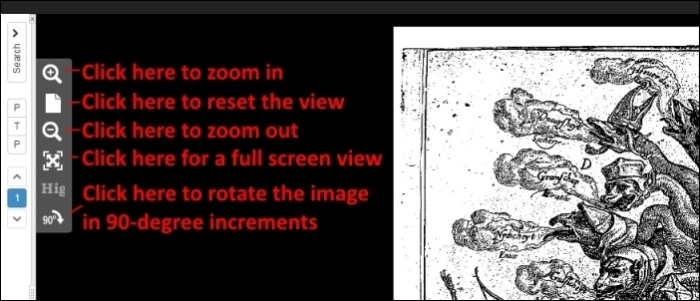 Search
Click here to zoom in
P
Click here to reset the view
T
Click here to zoom out
P
Click here for a full screen view
Hig
1
Click here to rotate the image
90°
in 90-degree increments
D